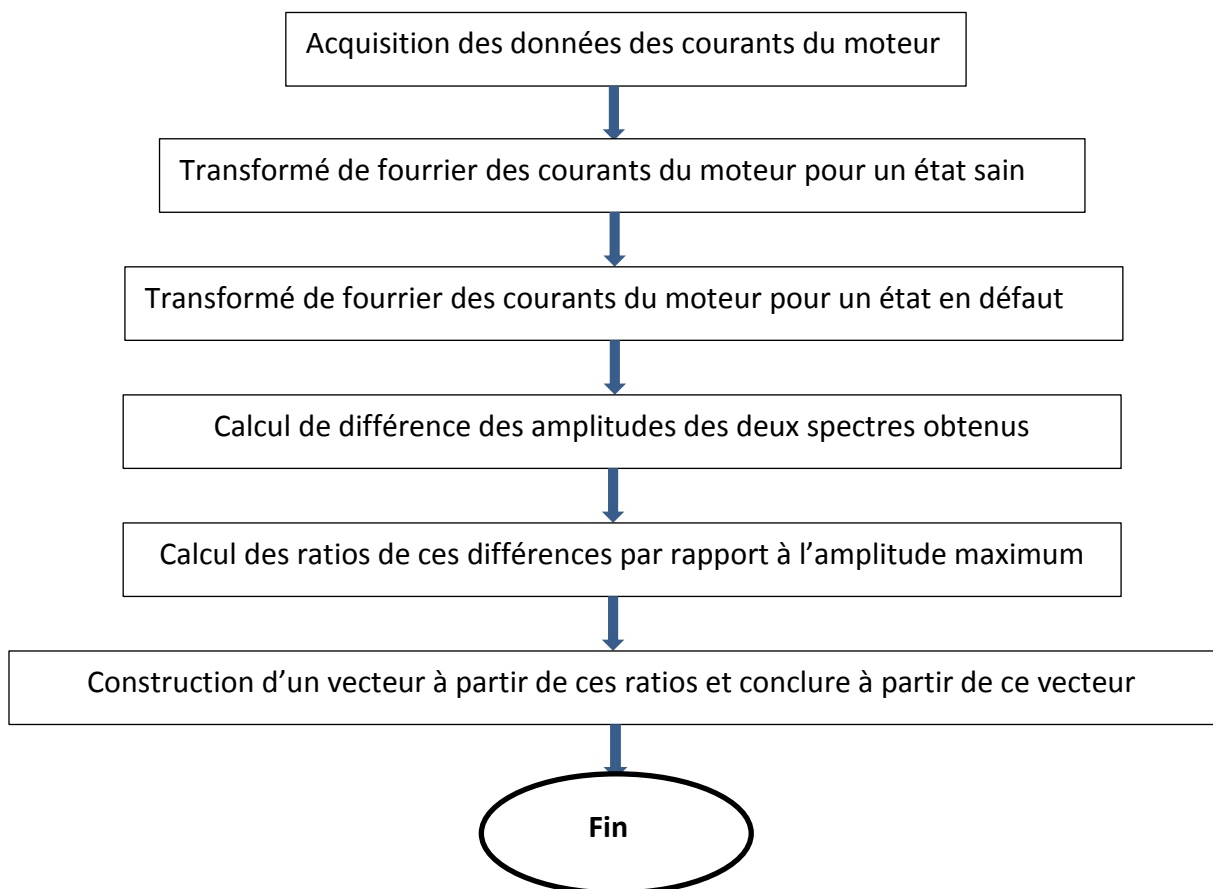 Acquisition des données des courants du moteur
Transformé de fourrier des courants du moteur pour un état sain
Transformé de fourrier des courants du moteur pour un état en défaut
Calcul de différence des amplitudes des deux spectres obtenus
Calcul des ratios de ces différences par rapport à l’amplitude maximum
Construction d’un vecteur à partir de ces ratios et conclure à partir de ce vecteur
Fin